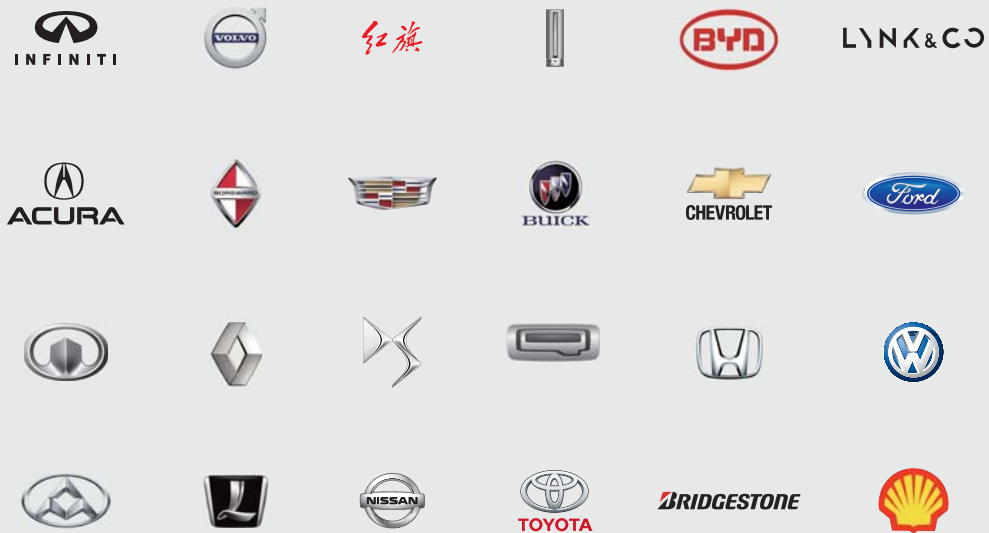 INFINITI
VOLVO
红旗
BYD
LYNK&CO
ACURA
BORGWARD
BUICK
CHEVROLET
Ford
NISSAN
TOYOTA
BRIDGESTONE